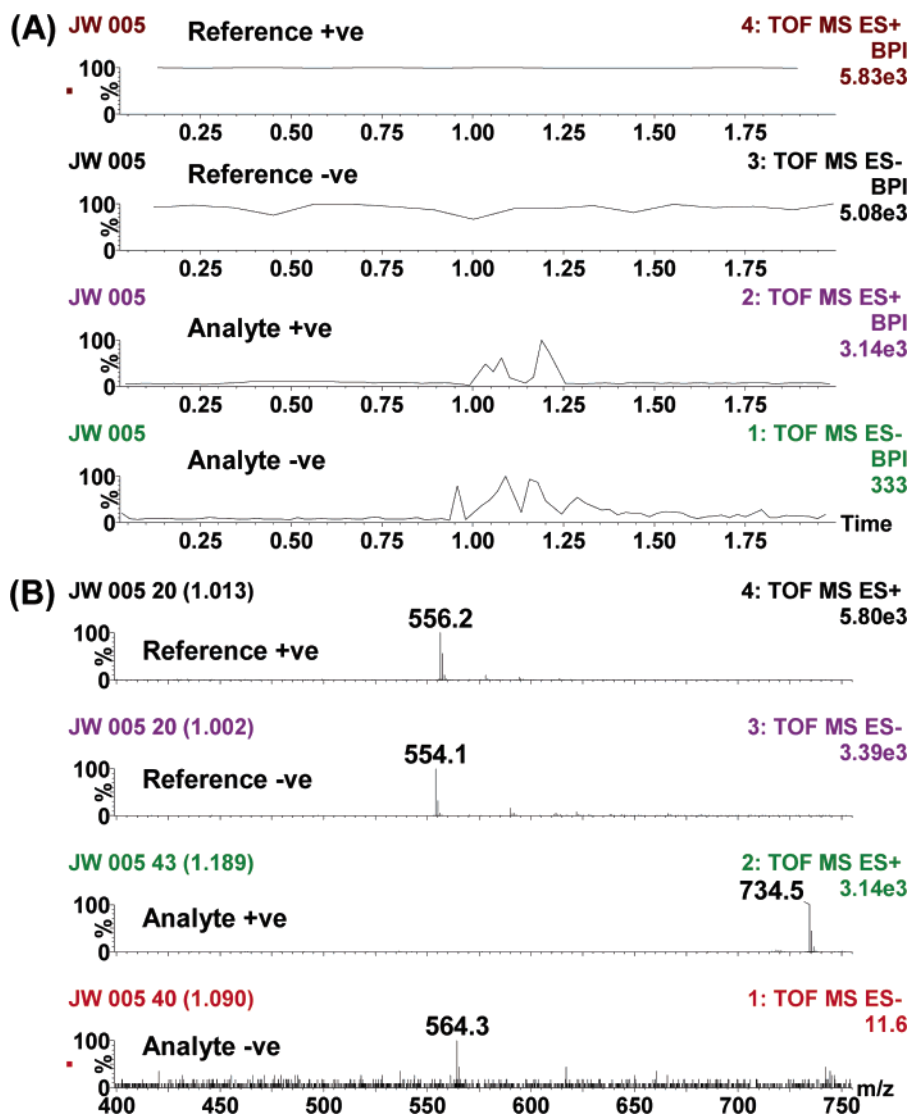 (A) JW 005 Reference +ve 4: TOF MS ES+
BPI
5.83e3
100
%
0
0.25 0.50 0.75 1.00 1.25 1.50 1.75
JW 005 Reference -ve 3: TOF MS ES-
BPI
5.08e3
100
%
0
0.25 0.50 0.75 1.00 1.25 1.50 1.75
JW 005 Analyte +ve 2: TOF MS ES+
BPI
3.14e3
100
%
0
0.25 0.50 0.75 1.00 1.25 1.50 1.75
JW 005 Analyte -ve 1: TOF MS ES-
BPI
333
100
%
0
Time
0.25 0.50 0.75 1.00 1.25 1.50 1.75
(B) JW 005 20 (1.013) 4: TOF MS ES+
5.80e3
556.2
100
%
0
Reference +ve
JW 005 20 (1.002) 3: TOF MS ES-
3.39e3
554.1
100
%
0
Reference -ve
JW 005 43 (1.189) 2: TOF MS ES+
3.14e3
734.5
100
%
0
Analyte +ve
JW 005 40 (1.090) 1: TOF MS ES-
11.6
564.3
100
%
0
Analyte -ve
m/z
400 450 500 550 600 650 700 750